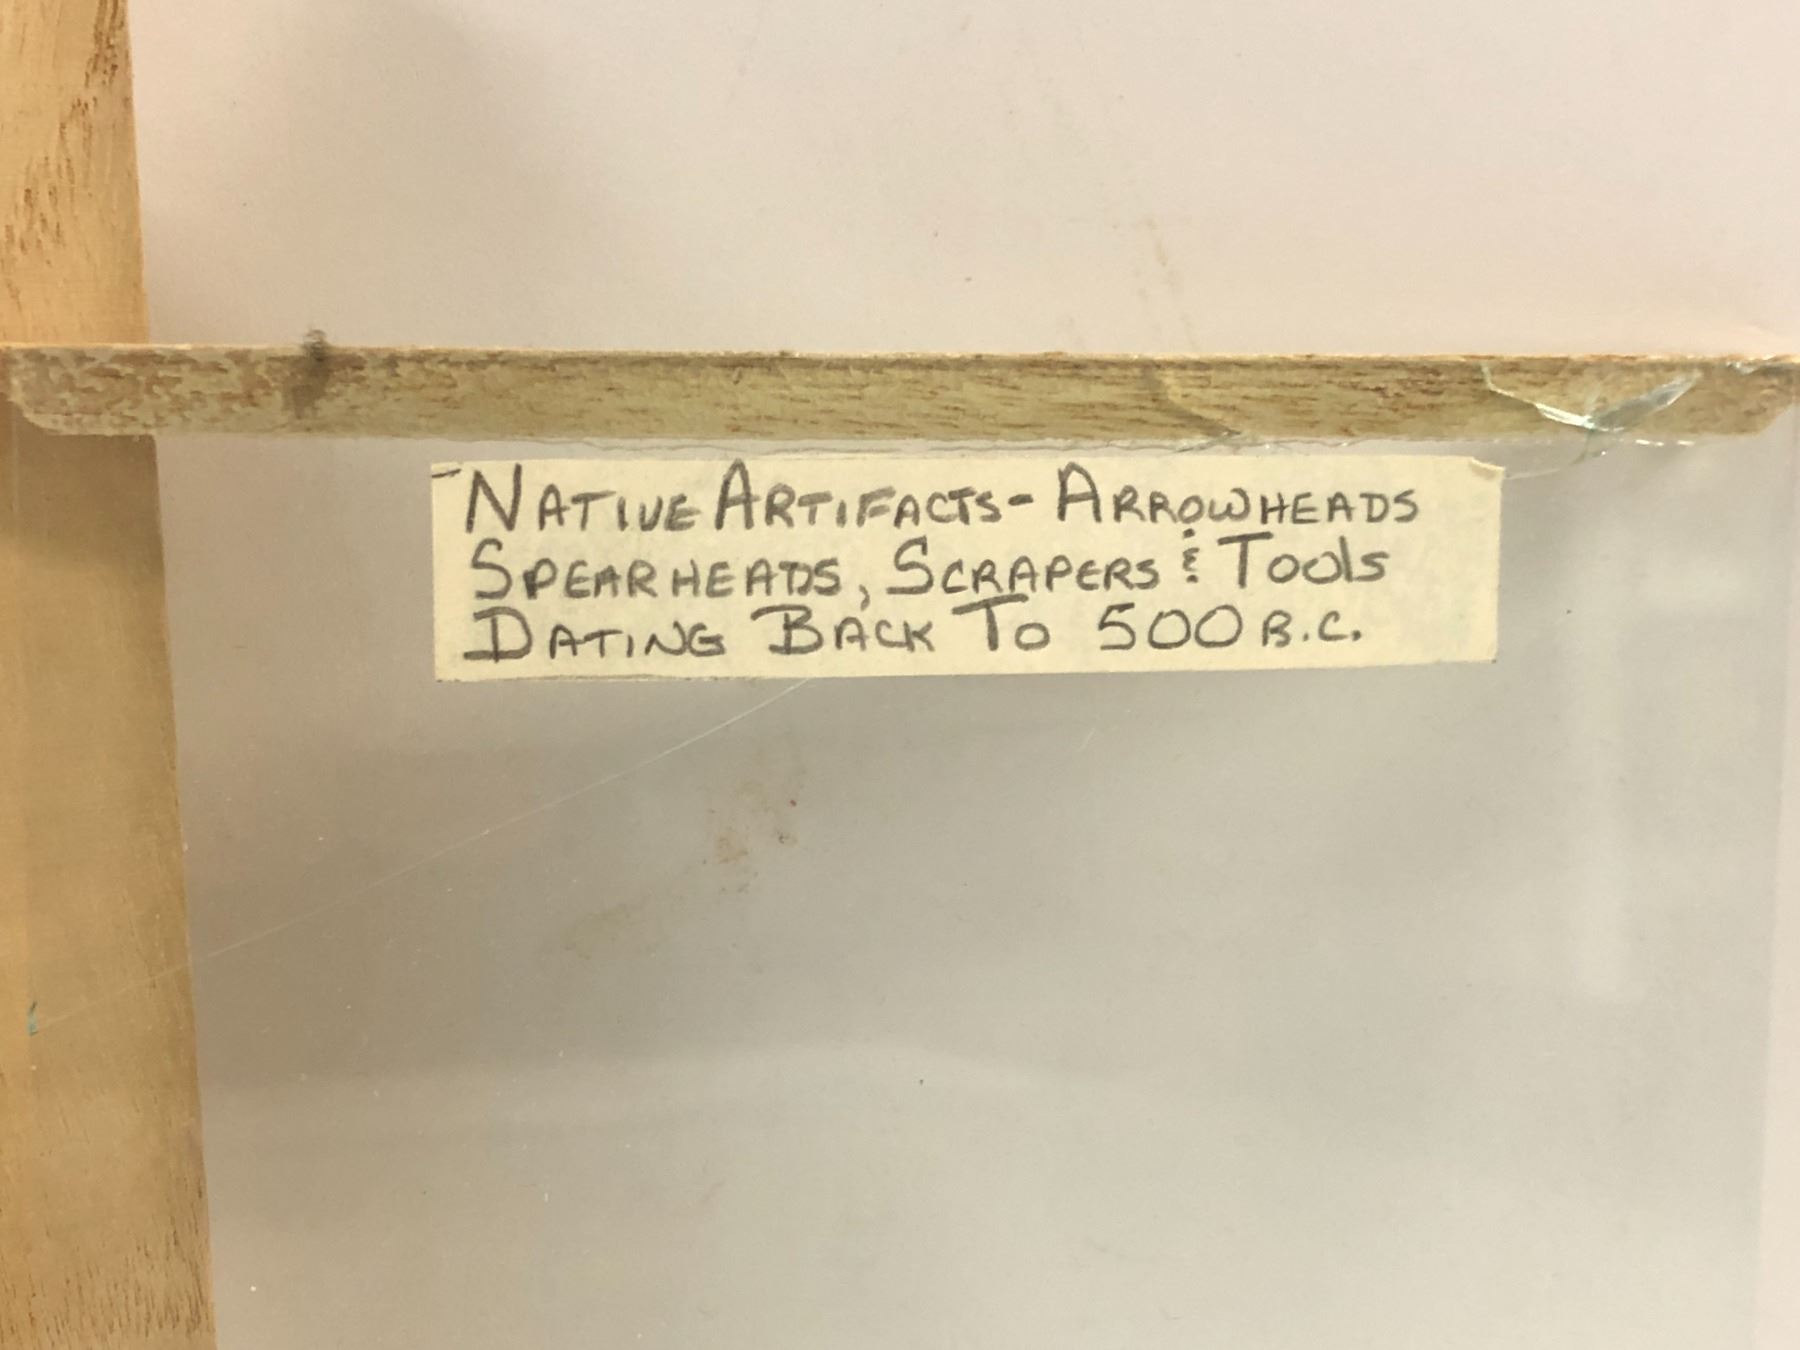 NATIVE ARTIFACTS - ARROWHEADS
SPEARHEADS, SCRAPERS & TOOLS
DATING BACK TO 500 B.C.